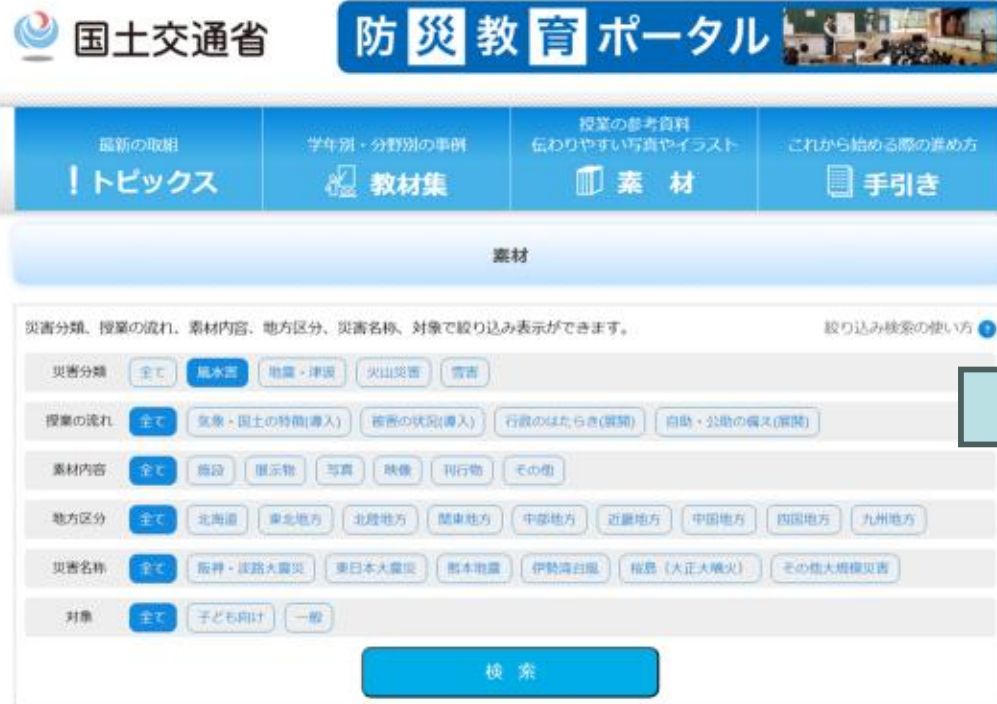 国土交通省
防災教育ポータル
最新の取組
！トピックス
学年別・分野別の事例
教材集
授業の参考資料
伝わりやすい写真やイラスト
素 材
これから始める際の進め方
手引き
素材
災害分類、授業の流れ、素材内容、地方区分、災害名称、対象で絞り込み表示ができます。 絞り込み検索の使い方 ?
災害分類 全て 風水害 地震・津波 火山災害 雪害
授業の流れ 全て 気象・国土の特徴(導入) 被害の状況(導入) 行政のはたらき(展開) 自助・公助の備え(展開)
素材内容 全て 施設 展示物 写真 映像 刊行物 その他
地方区分 全て 北海道 東北地方 北陸地方 関東地方 中部地方 近畿地方 中国地方 四国地方 九州地方
災害名称 全て 阪神・淡路大震災 東日本大震災 熊本地震 伊勢湾台風 桜島（大正大噴火） その他大規模災害
対象 全て 子ども向け 一般
検 索